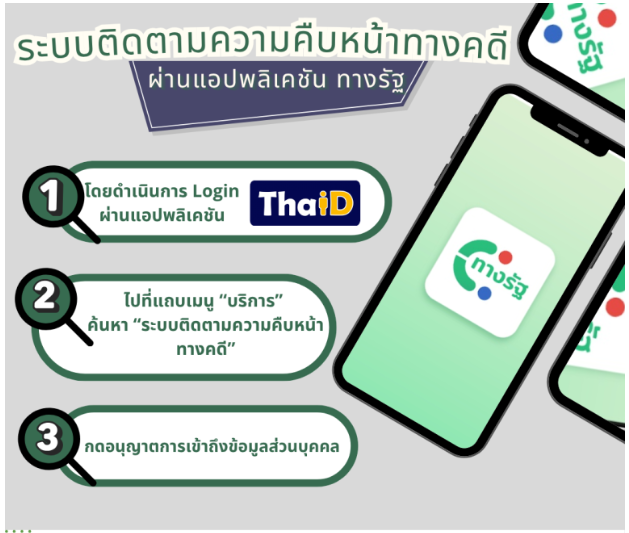 ระบบติดตามความคืบหน้าทางคดี
ผ่านแอปพลิเคชัน ทางรัฐ
1
โดยดำเนินการ Login
ผ่านแอปพลิเคชัน
ThaiD
2
ไปที่แถบเมนู “บริการ”
ค้นหา “ระบบติดตามความคืบหน้า
ทางคดี”
3
กดอนุญาตการเข้าถึงข้อมูลส่วนบุคคล
ทางรัฐ
ทางรัฐ